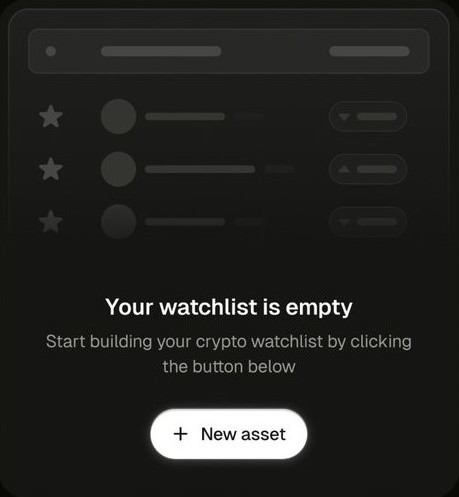 Your watchlist is empty
Start building your crypto watchlist by clicking
the button below
+ New asset